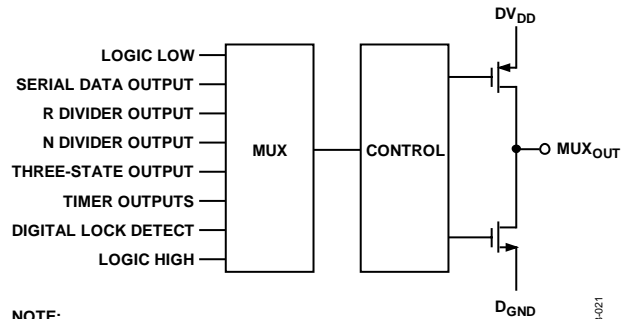 DVDD
LOGIC LOW
SERIAL DATA OUTPUT
R DIVIDER OUTPUT
N DIVIDER OUTPUT
THREE-STATE OUTPUT
TIMER OUTPUTS
DIGITAL LOCK DETECT
LOGIC HIGH
MUX
CONTROL
MUXOUT
DGND
NOTE:
-021